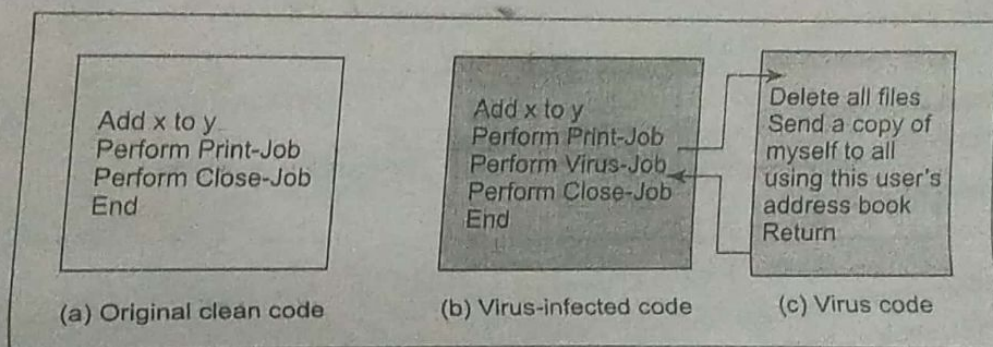 Add x to y
Perform Print-Job
Perform Close-Job
End
(a) Original clean code
Add x to y
Perform Print-Job
Perform Virus-Job
Perform Close-Job
End
(b) Virus-infected code
Delete all files
Send a copy of
myself to all
using this user's
address book
Return
(c) Virus code